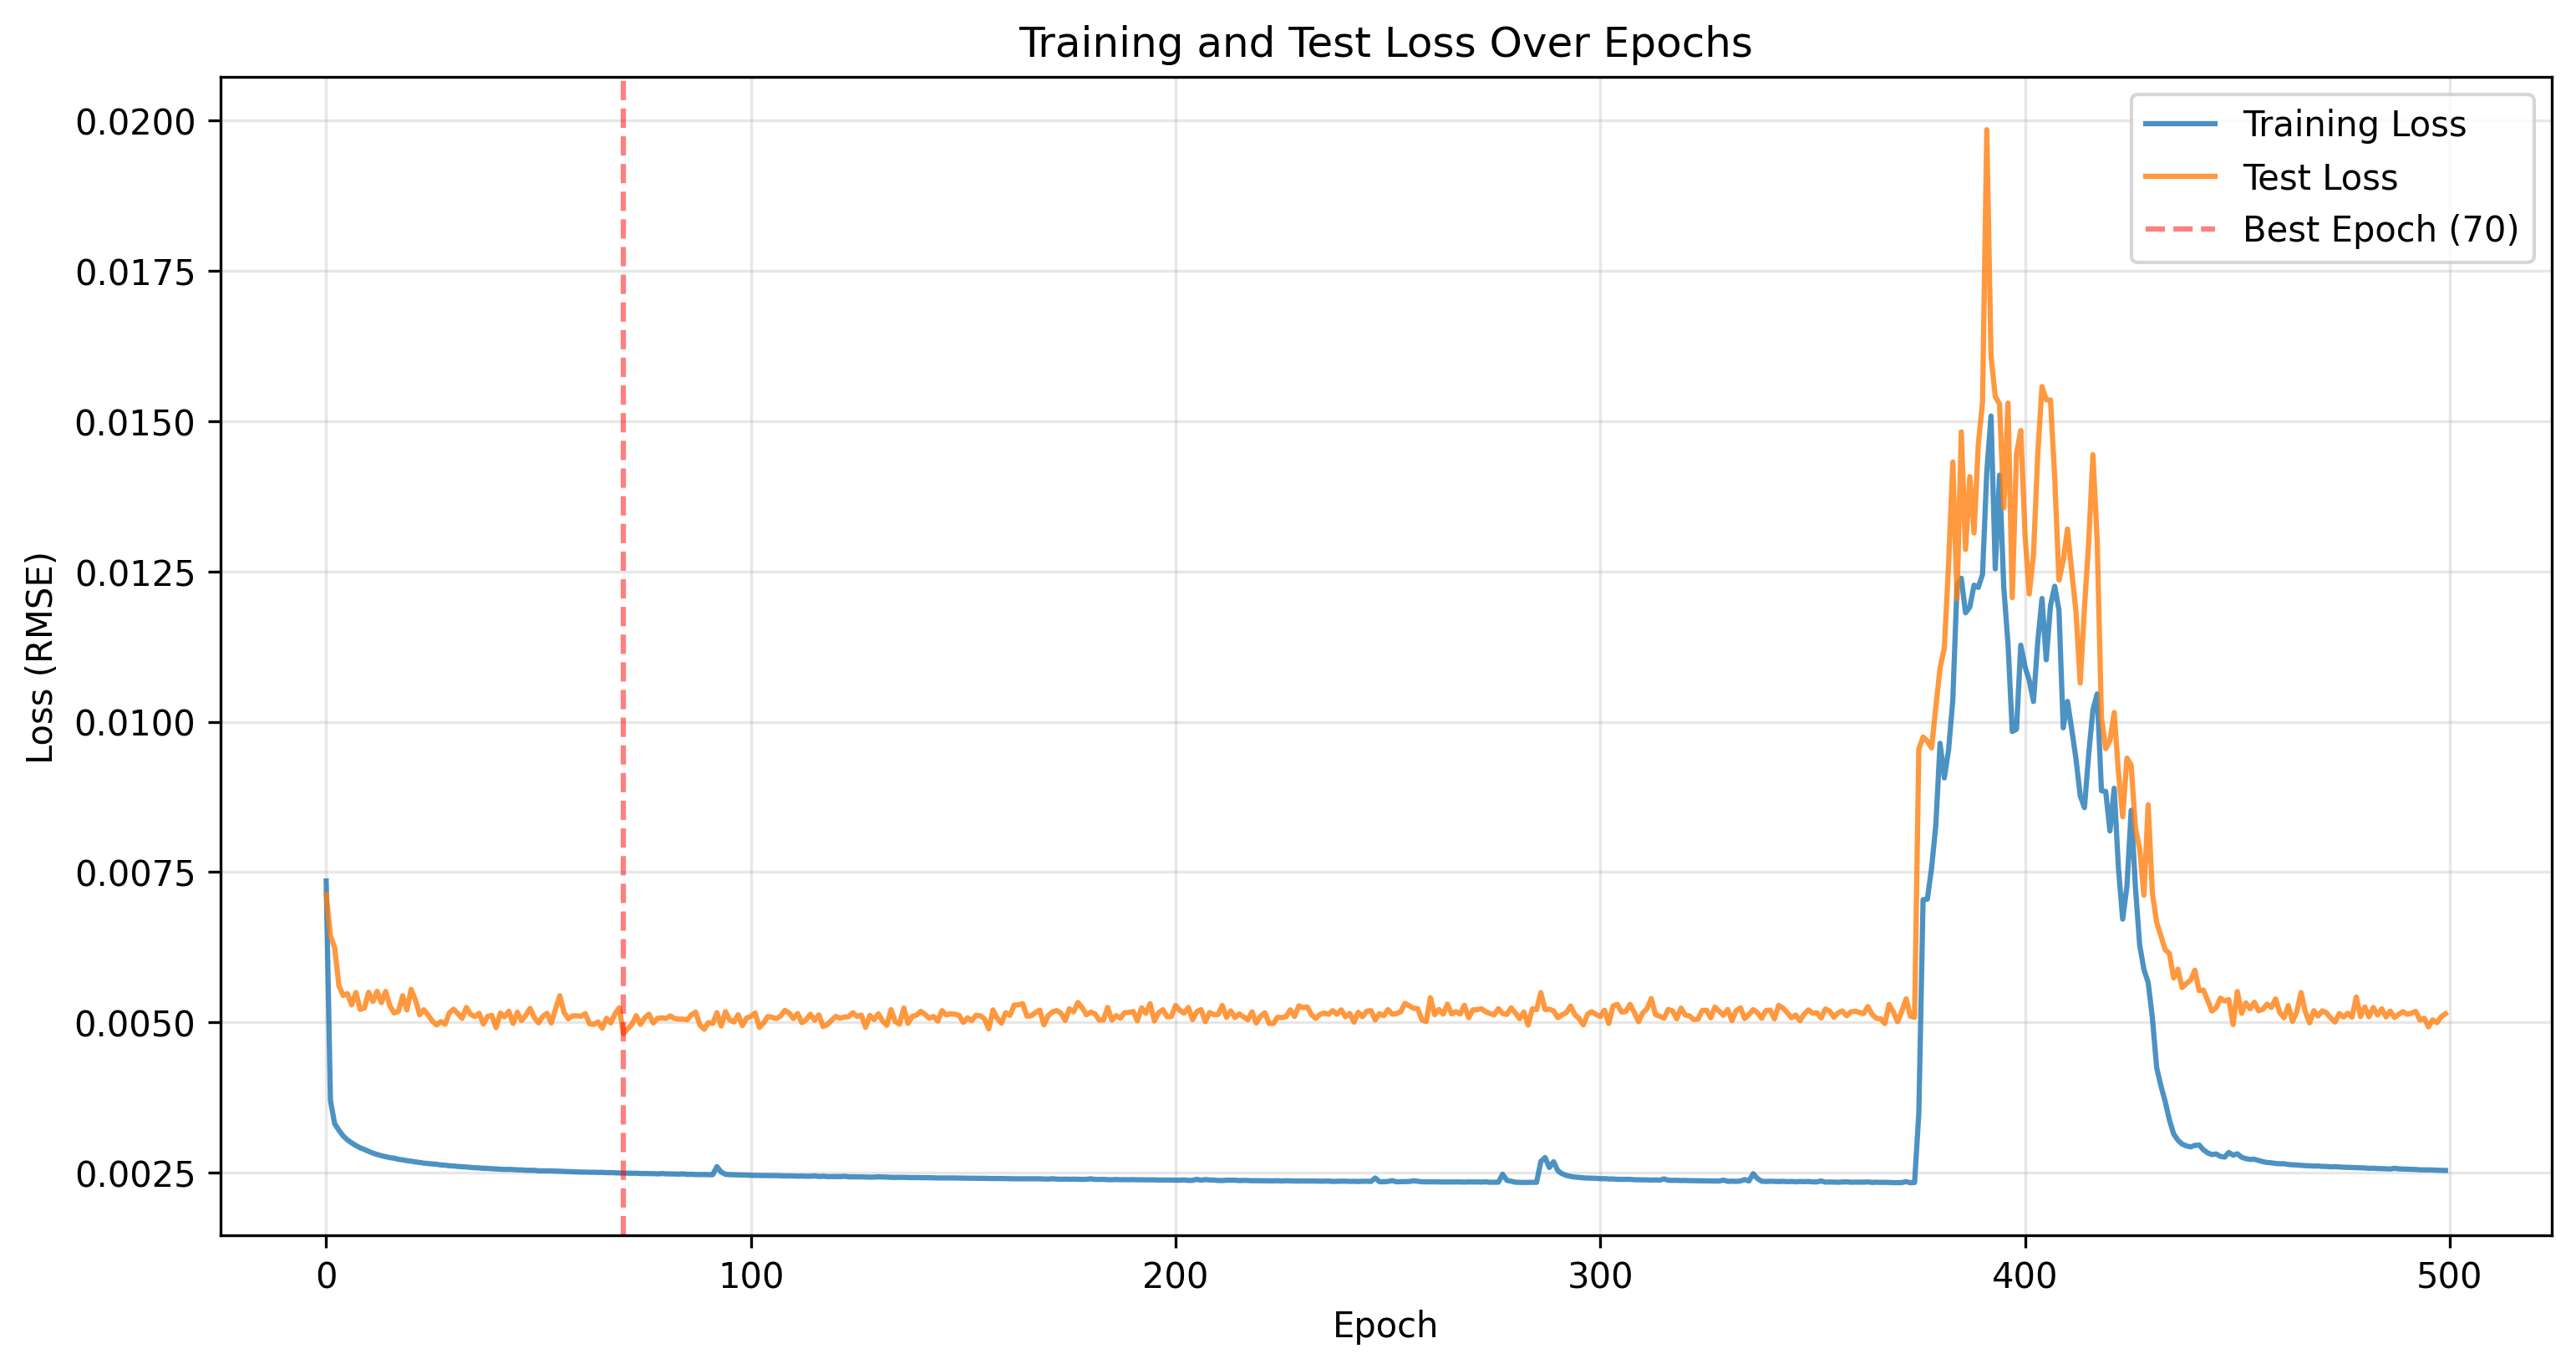 Training and Test Loss Over Epochs
0.0200
0.0175
0.0150
0.0125
0.0100
0.0075
0.0050
0.0025
Loss (RMSE)
Training Loss
Test Loss
Best Epoch (70)
0
100
200
300
400
500
Epoch